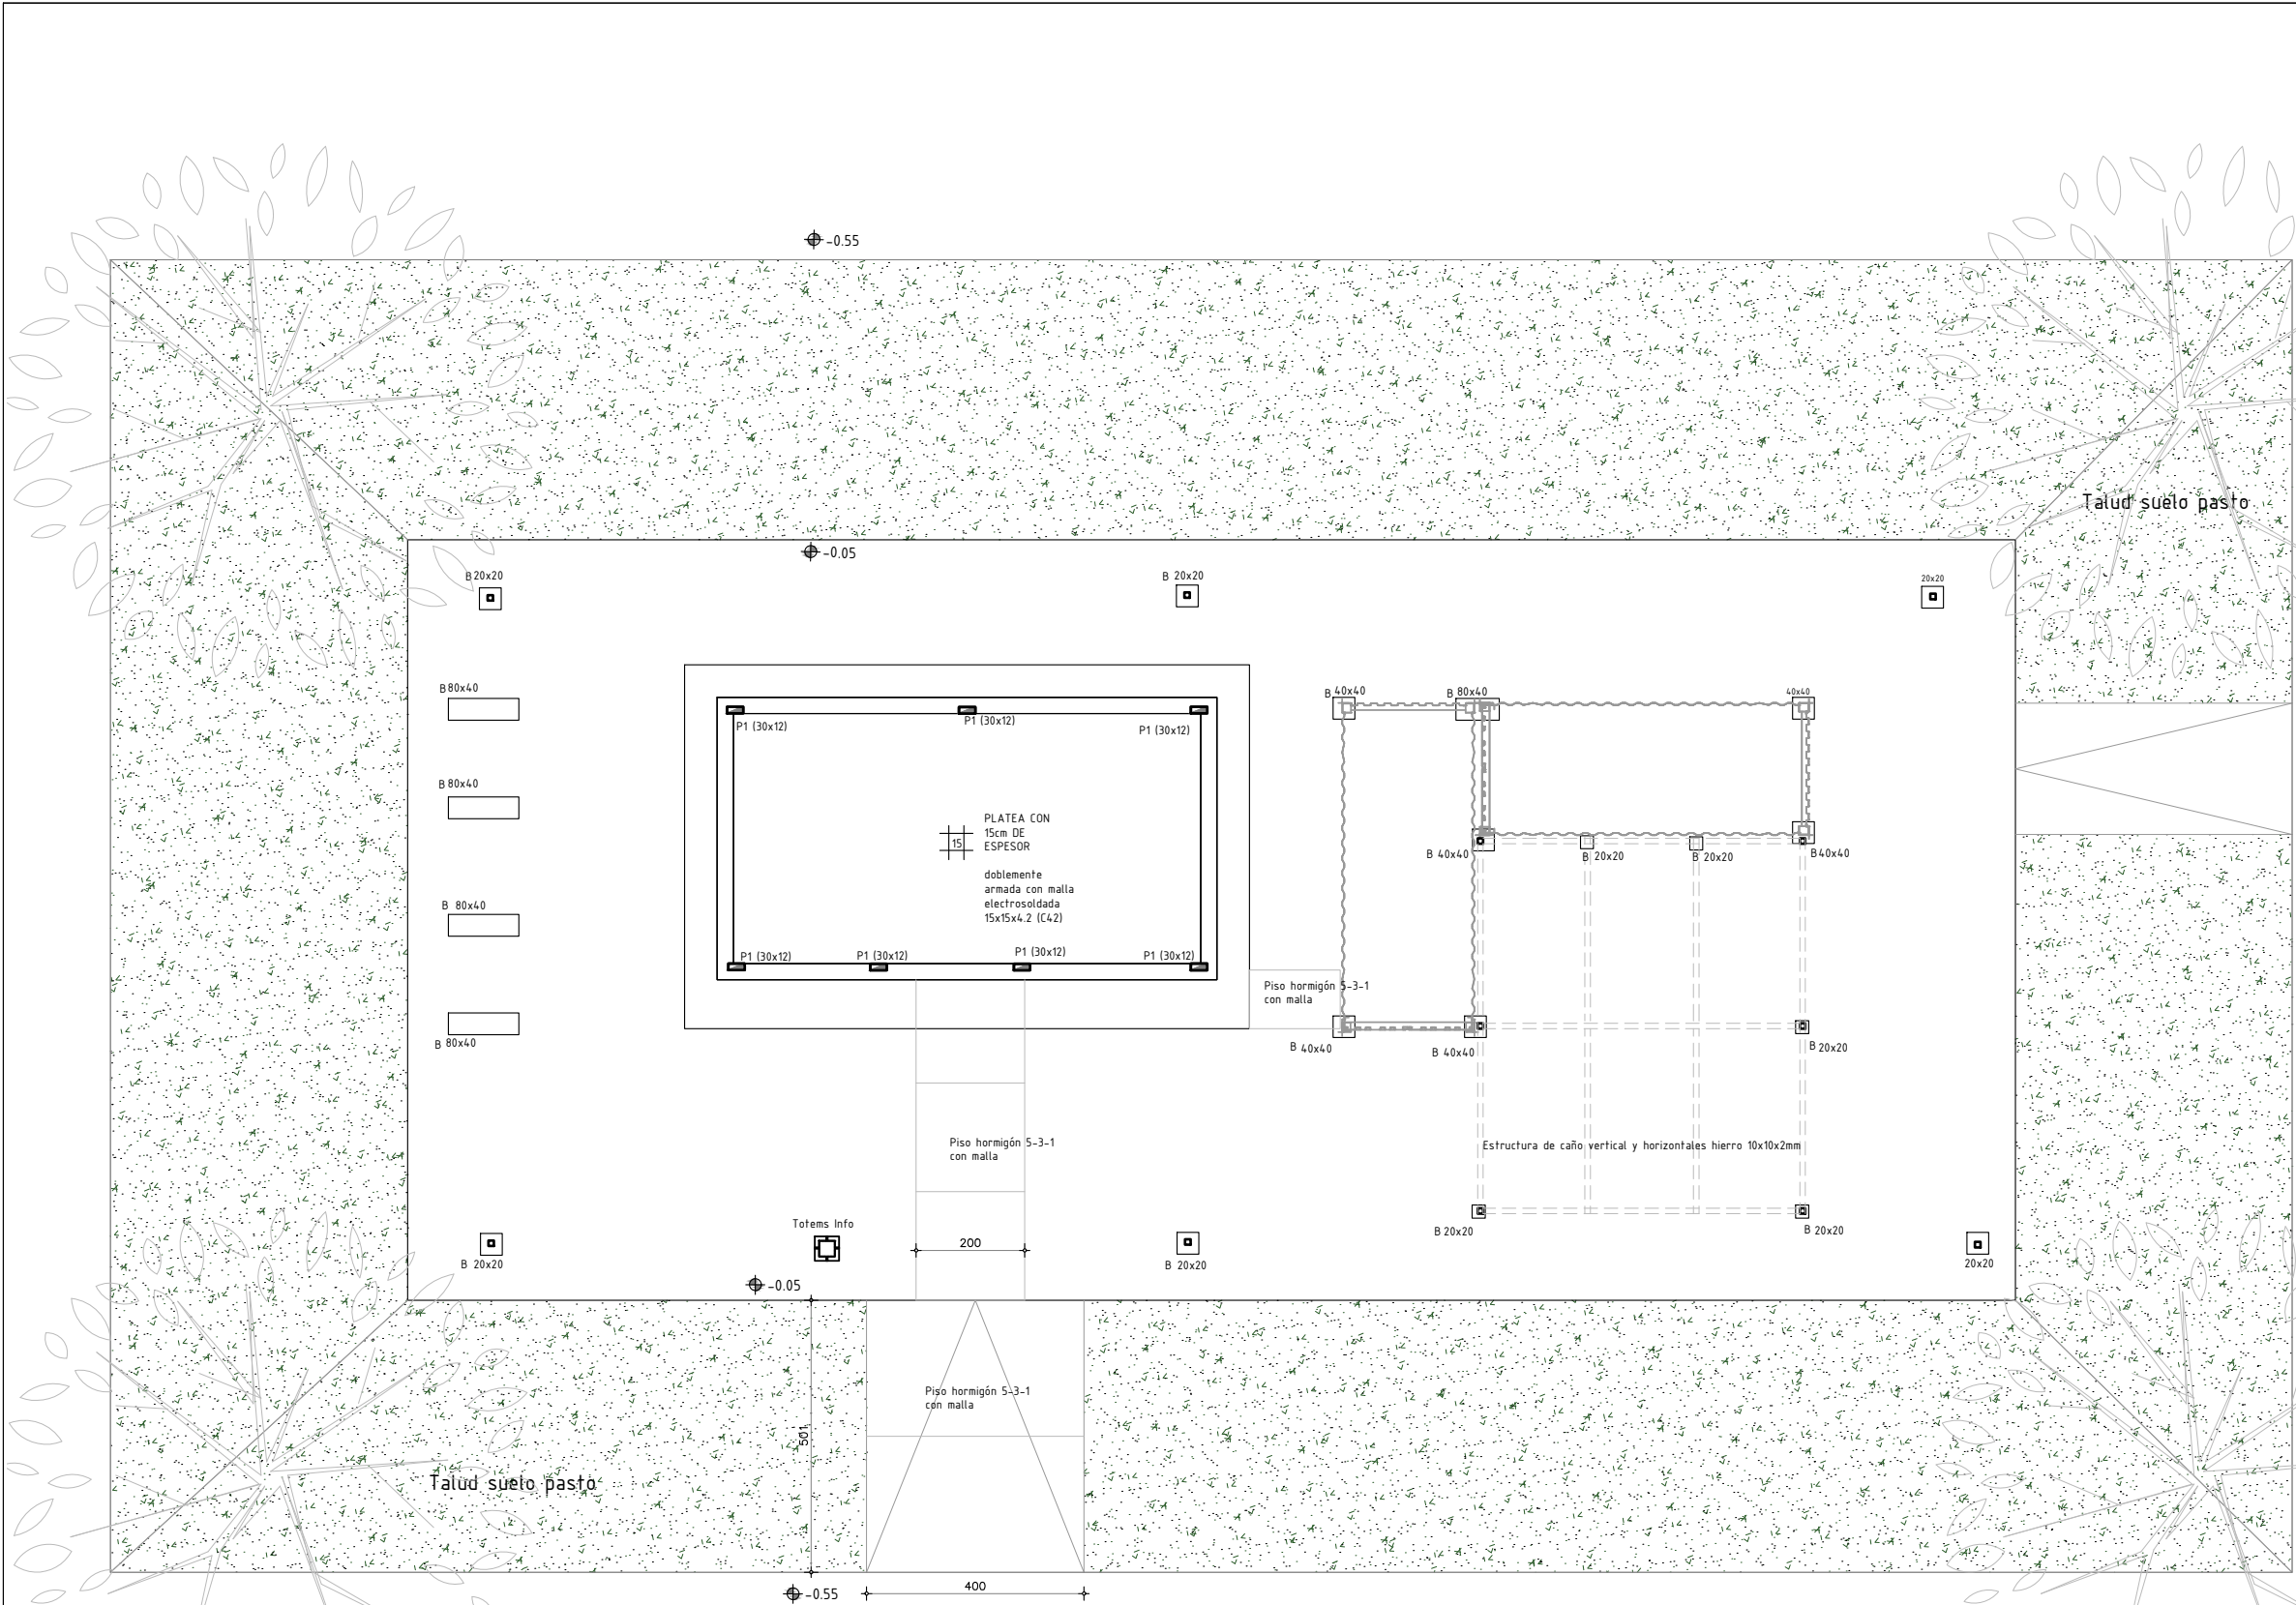 -0.55
Talud suelo pasto
-0.05
B 20x20
B 20x20
20x20
B 80x40
B 40x40
B 80x40
40x40
P1 (30x12)
P1 (30x12)
P1 (30x12)
B 80x40
PLATEA CON
15cm DE
ESPESOR
15
doblemente
armada con malla
electrosoldada
15x15x4.2 (C42)
B 40x40
B 20x20
B 20x20
B 40x40
B 80x40
P1 (30x12)
P1 (30x12)
P1 (30x12)
P1 (30x12)
Piso hormigón 5-3-1
con malla
B 80x40
B 40x40
B 40x40
B 20x20
Piso hormigón 5-3-1
con malla
Estructura de caño vertical y horizontales hierro 10x10x2mm
Totems Info
200
B 20x20
B 20x20
B 20x20
B 20x20
20x20
-0.05
Piso hormigón 5-3-1
con malla
501
Talud suelo pasto
400
-0.55